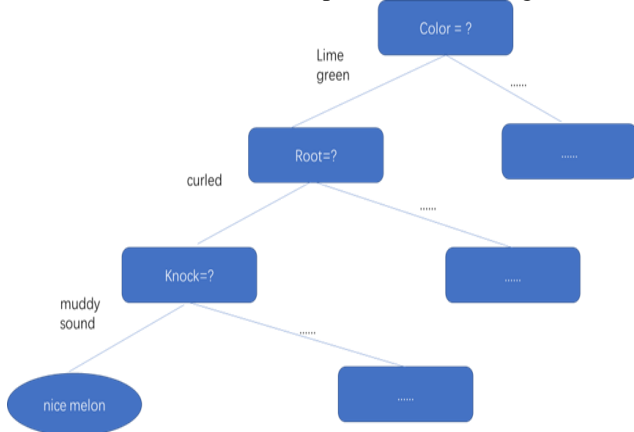 Color = ?
Lime
green
......
Root=?
......
curled
......
Knock=?
......
muddy
sound
......
nice melon
......